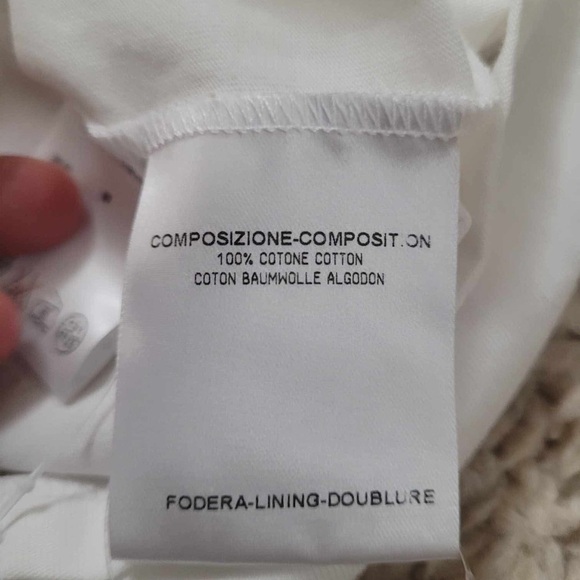 COMPOSIZIONE-COMPOSIT.ON
100% COTONE COTTON
COTON BAUMWOLLE ALGODON
FODERA-LINING-DOUBLURE